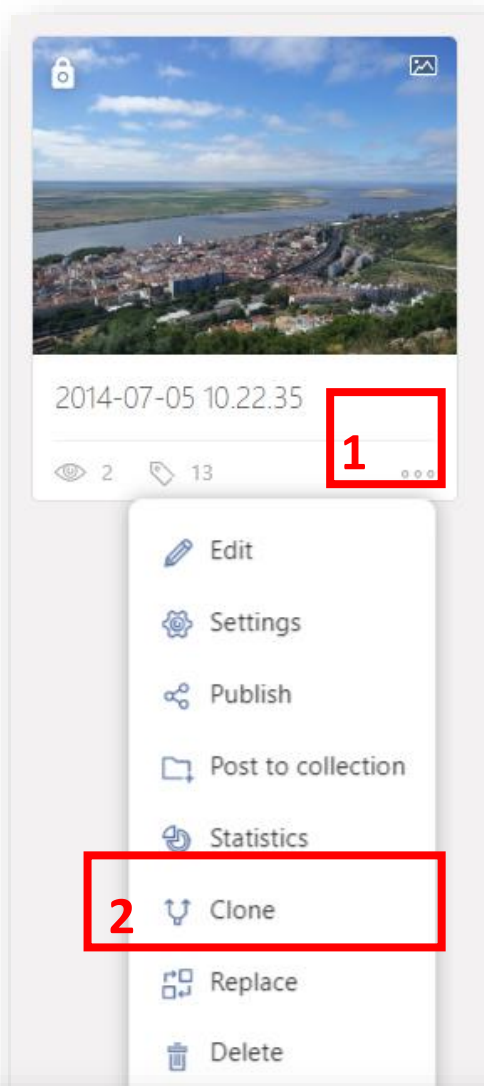 2014-07-05 10.22.35
1
2 13
Edit
Settings
Publish
Post to collection
Statistics
2 Clone
Replace
Delete